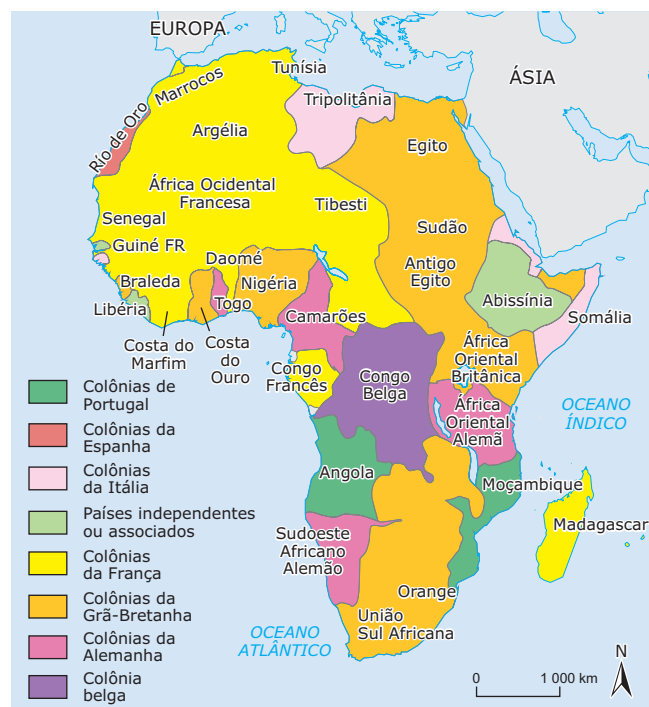 EUROPA
ÁSIA
Tunísia
Marrocos
Tripolitânia
Río de Oro
Argélia
Egito
África Ocidental
Francesa
Tibesti
Senegal
Sudão
Guiné FR
Daomé
Antigo
Egito
Braleda
Nigéria
Abissínia
Libéria
Togo
Camarões
Somália
Costa do
Marfim
Costa
do
Ouro
África
Oriental
Britânica
Congo
Francês
Congo
Belga
África
Oriental
Alemã
OCEANO
ÍNDICO
Angola
Moçambique
Madagascar
Sudoeste
Africano
Alemão
Orange
União
Sul Africana
OCEANO
ATLÂNTICO
Colônias de
Portugal
Colônias da
Espanha
Colônias
da Itália
Países independentes
ou associados
Colônias
da França
Colônias da
Grã-Bretanha
Colônias da
Alemanha
Colônia
belga
N
0 1 000 km